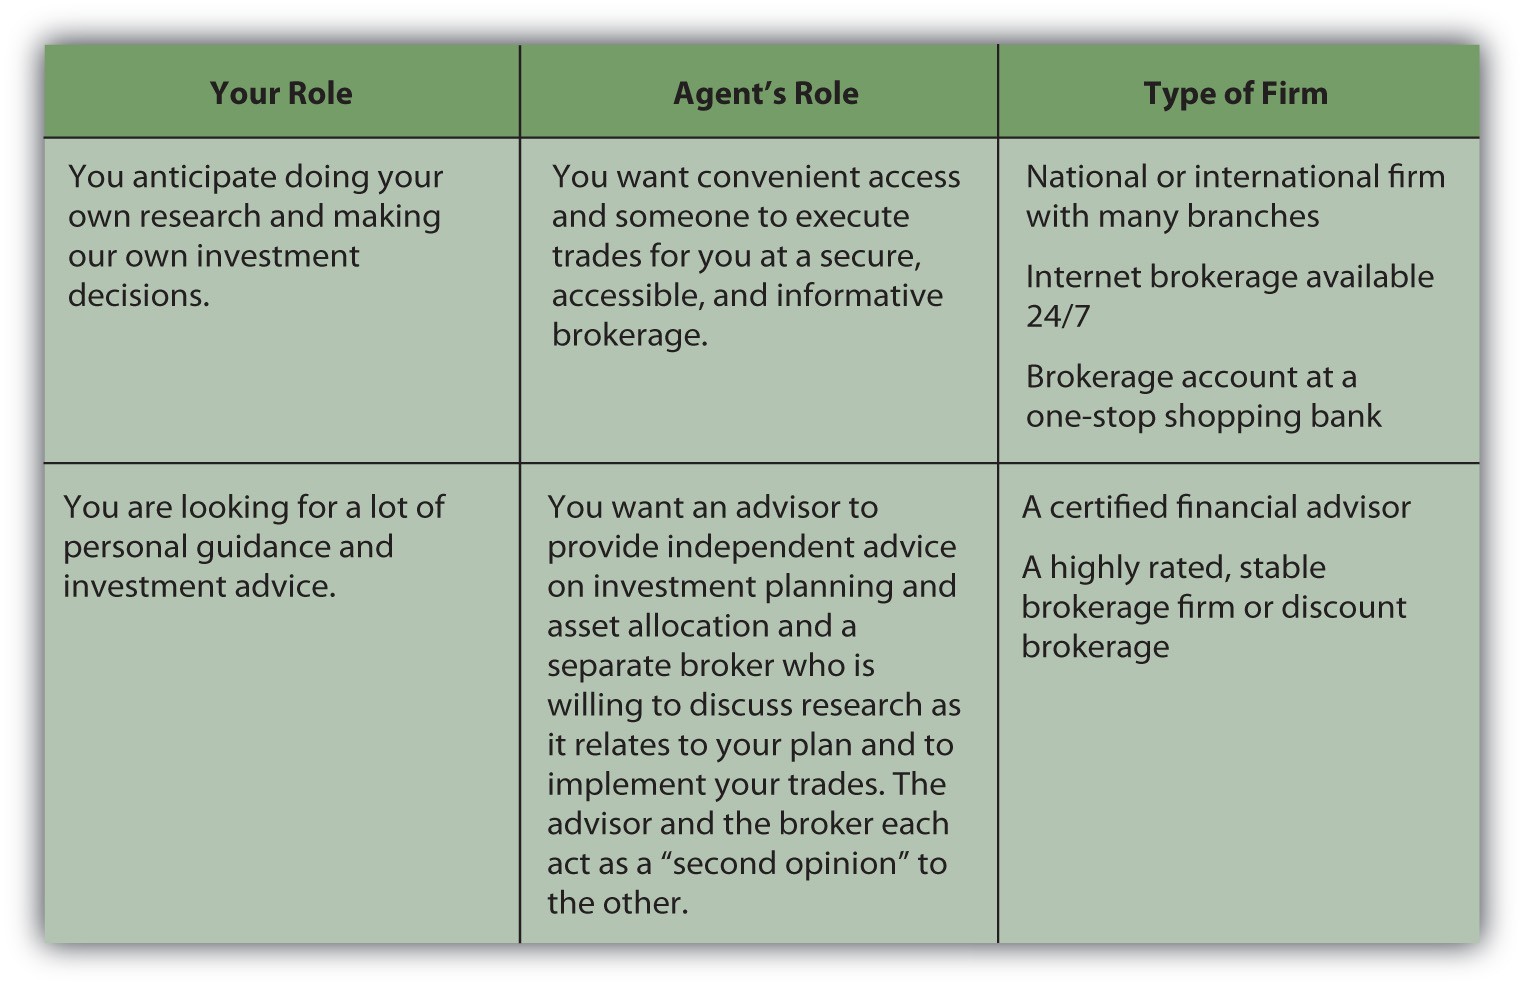 Your Role
Agent’s Role
Type of Firm
You anticipate doing your
own research and making
our own investment
decisions.
You want convenient access
and someone to execute
trades for you at a secure,
accessible, and informative
brokerage.
National or international firm
with many branches
Internet brokerage available
24/7
Brokerage account at a
one-stop shopping bank
You are looking for a lot of
personal guidance and
investment advice.
You want an advisor to
provide independent advice
on investment planning and
asset allocation and a
separate broker who is
willing to discuss research as
it relates to your plan and to
implement your trades. The
advisor and the broker each
act as a “second opinion” to
the other.
A certified financial advisor
A highly rated, stable
brokerage firm or discount
brokerage